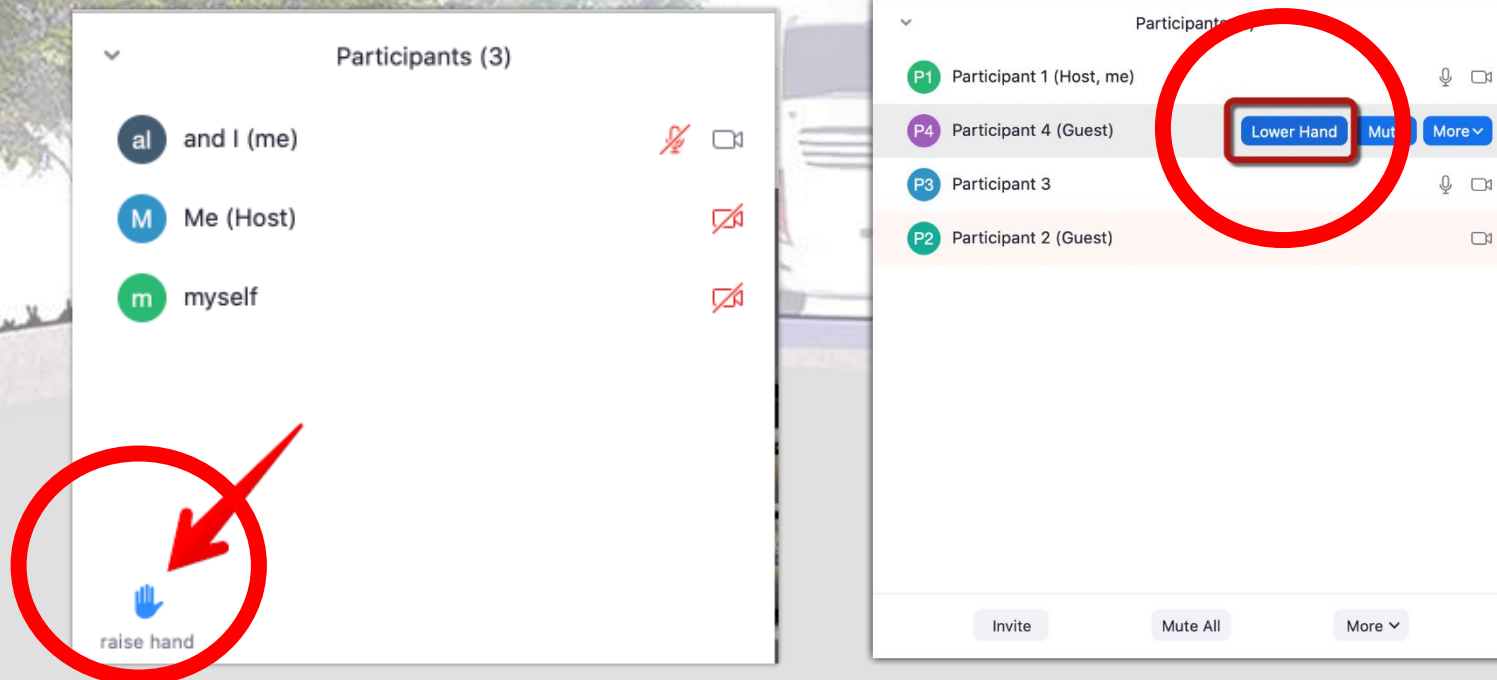 Participants (3)
al and I (me)
M Me (Host)
m myself
raise hand
Participants
P1 Participant 1 (Host, me)
P4 Participant 4 (Guest) Lower Hand More
P3 Participant 3
P2 Participant 2 (Guest)
Invite Mute All More